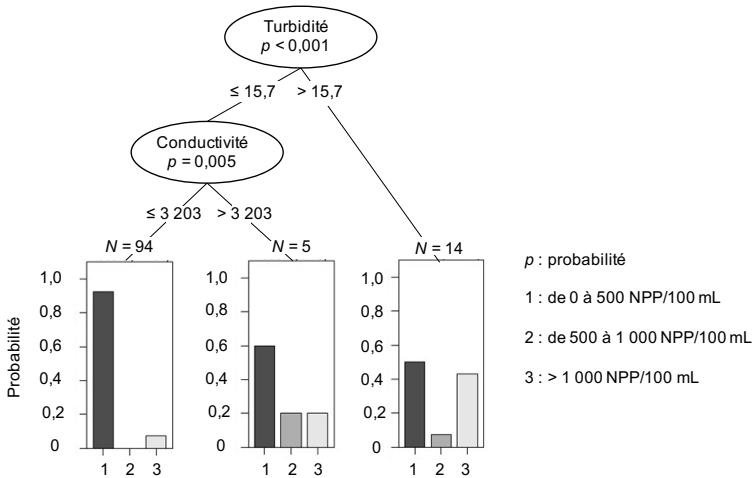 Turbidité
p < 0,001
≤ 15,7 > 15,7
Conductivité
p = 0,005
≤ 3 203 > 3 203
N = 94
N = 5
N = 14
Probabilité
1,0
0,8
0,6
0,4
0,2
0
1 2 3
1,0
0,8
0,6
0,4
0,2
0
1 2 3
1,0
0,8
0,6
0,4
0,2
0
1 2 3
p : probabilité
1 : de 0 à 500 NPP/100 mL
2 : de 500 à 1 000 NPP/100 mL
3 : > 1 000 NPP/100 mL